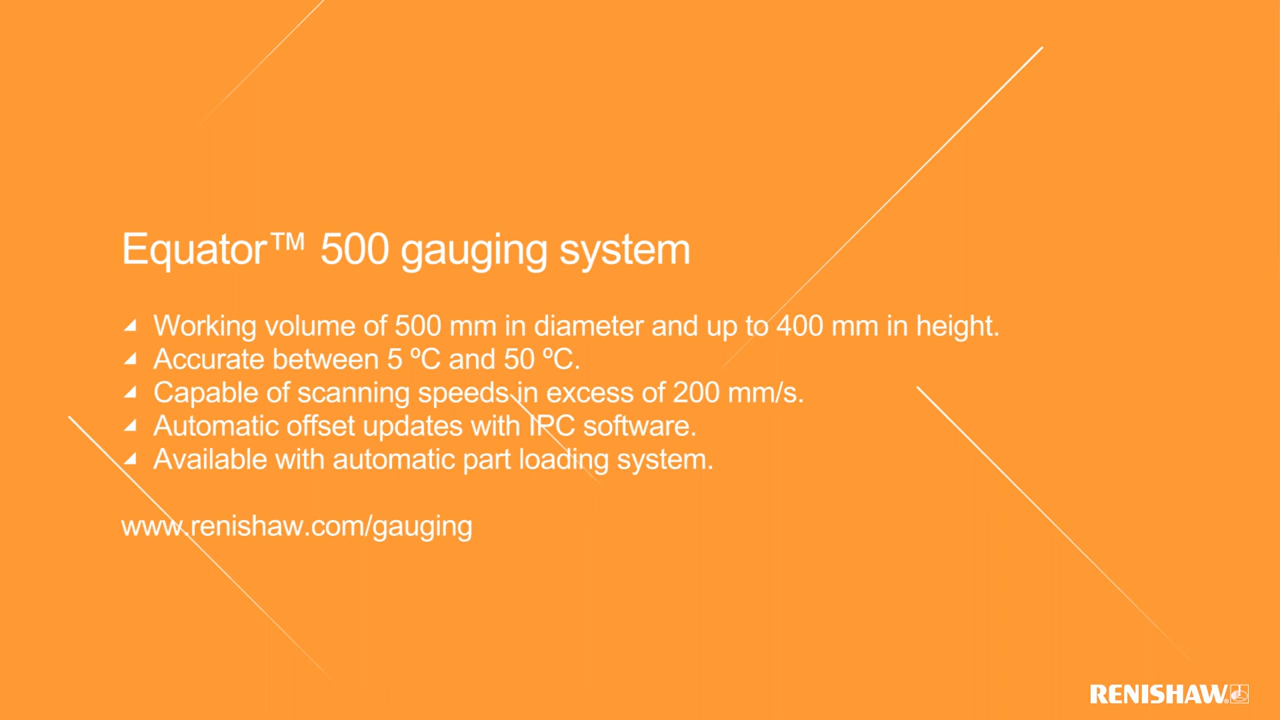 Equator™ 500 gauging system
Working volume of 500 mm in diameter and up to 400 mm in height.
Accurate between 5 ºC and 50 ºC.
Capable of scanning speeds in excess of 200 mm/s.
Automatic offset updates with IPC software.
Available with automatic part loading system.
www.renishaw.com/gauging
RENISHAW®